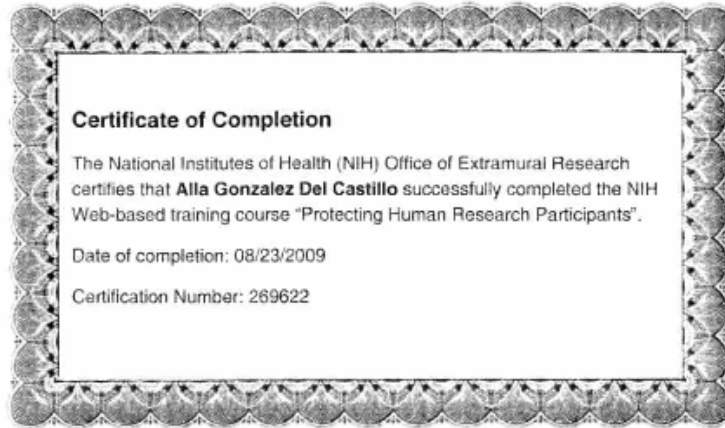 Certificate of Completion
The National Institutes of Health (NIH) Office of Extramural Research
certifies that Alla Gonzalez Del Castillo successfully completed the NIH
Web-based training course “Protecting Human Research Participants”.
Date of completion: 08/23/2009
Certification Number: 269622